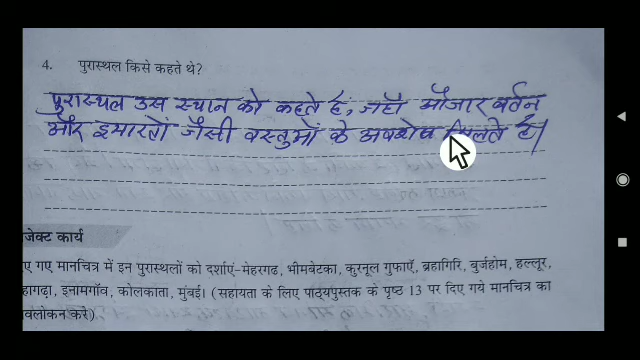 4. पुरास्थल किसे कहते थे?
पुरास्थल उस स्थान को कहते हैं, जहाँ औजार बर्तन
और इमारतों जैसी वस्तुओं के अवशेष मिलते है।
जेक्ट कार्य
ए गए मानचित्र में इन पुरास्थलों को दर्शाएं-मेहरगढ, भीमबेटका, कुरनूल गुफाएँ, ब्रहागिरि, बुर्जहोम, हल्लूर,
हागढ़ा, इनामगाँव, कोलकाता, मुंबई। (सहायता के लिए पाठ्यपुस्तक के पृष्ठ 13 पर दिए गये मानचित्र का
वलोकन करे)